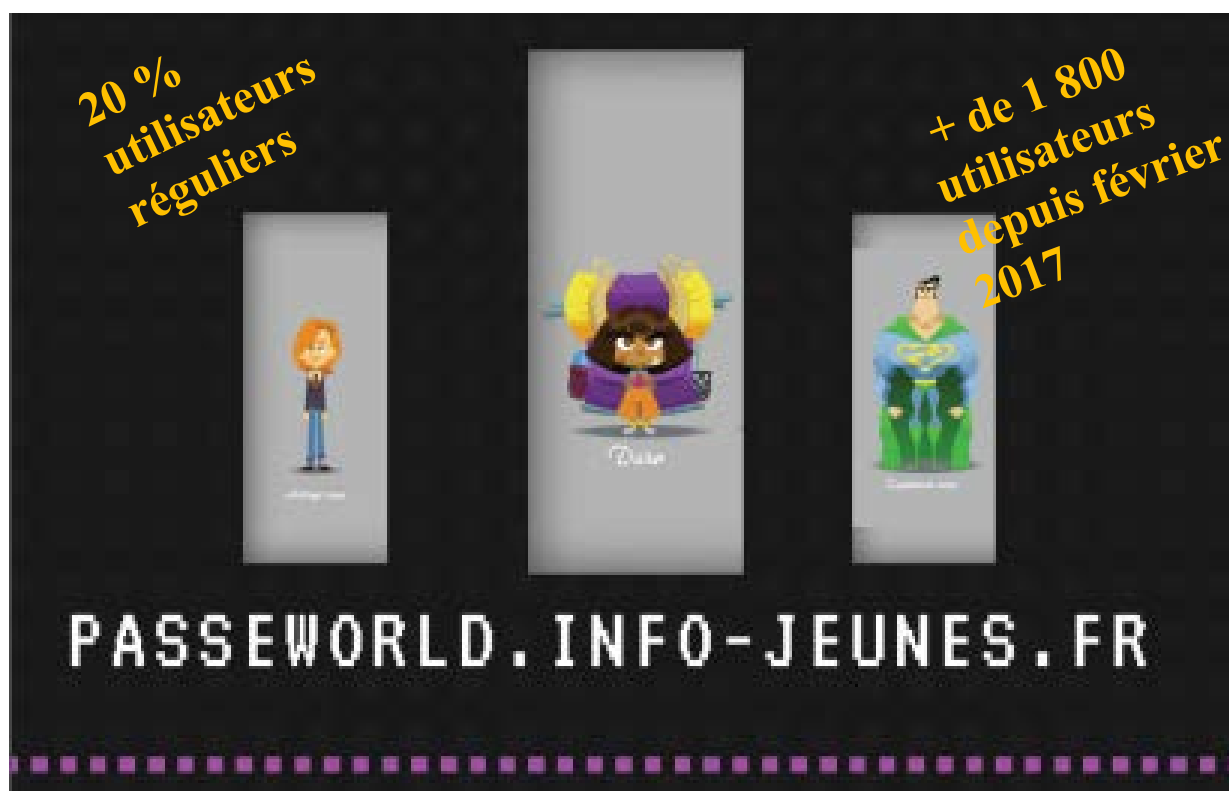 20 %
utilisateurs
réguliers
+ de 1 800
utilisateurs
depuis février
2017
PASSEWORLD.INFO-JEUNES.FR